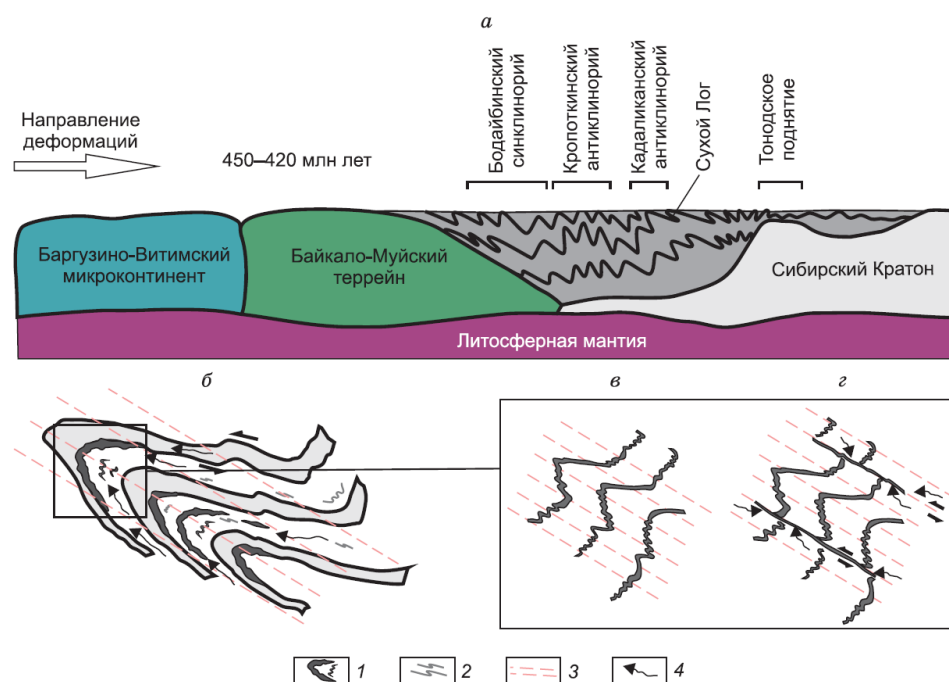 а
Направление
деформаций
450–420 млн лет
Бодайбинский
синклинорий
Кропоткинский
антиклинорий
Кадаликанский
антиклинорий
Сухой Лог
Тонодское
поднятие
Баргузино-Витимский
микроконтинент
Байкало-Муйский
террейн
Сибирский Кратон
Литосферная мантия
б
в
г
1
2
3
4